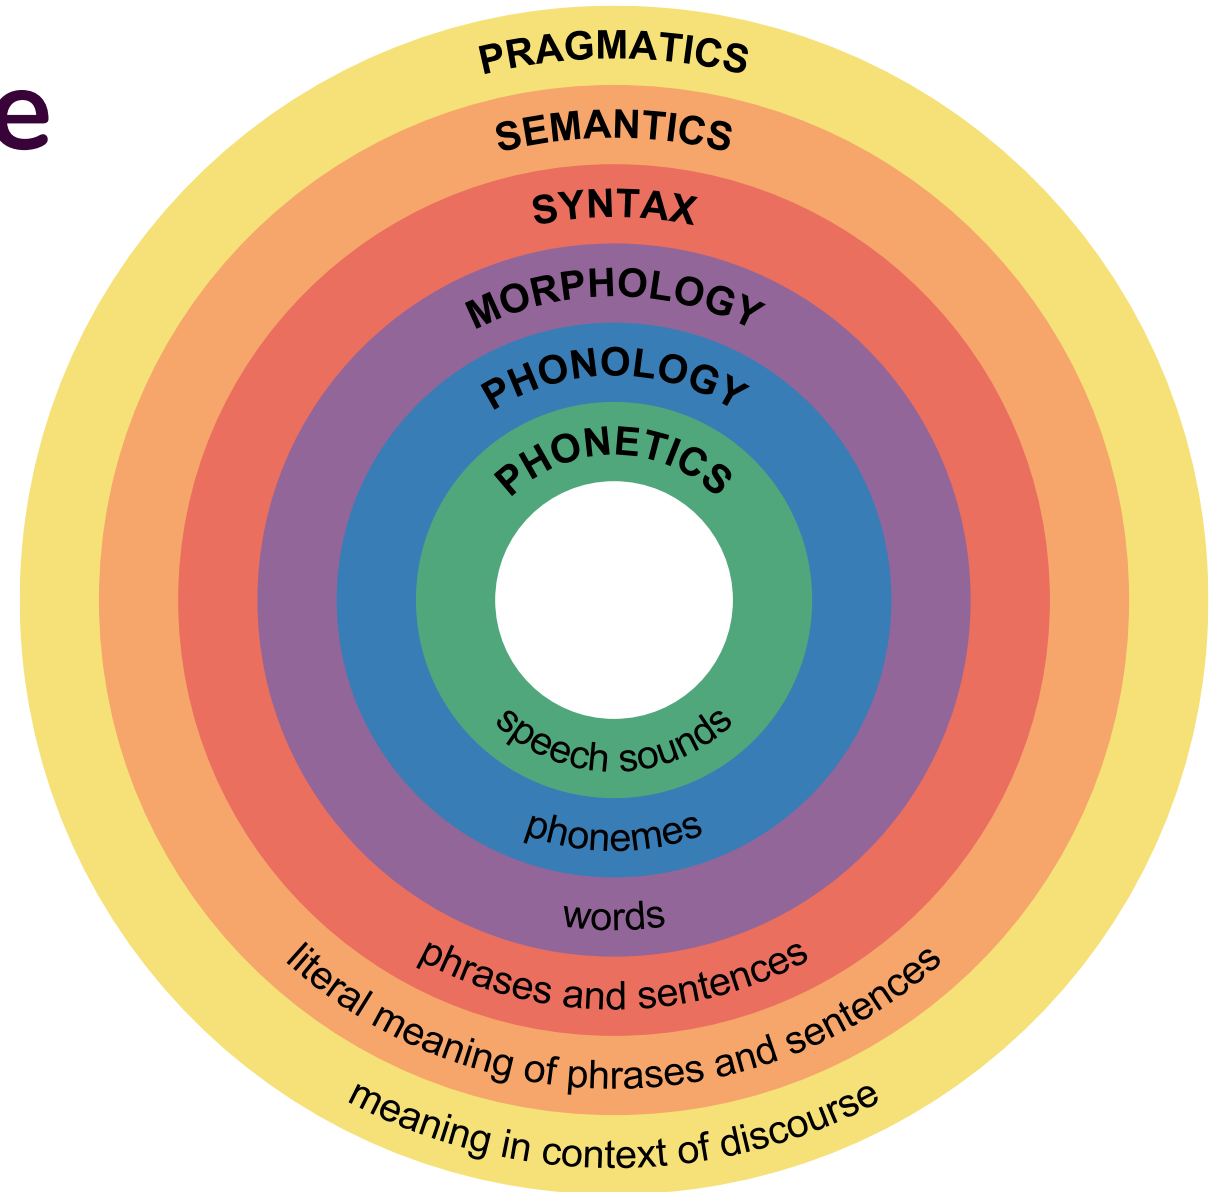 e
PRAGMATICS
SEMANTICS
SYNTAX
MORPHOLOGY
PHONOLOGY
PHONETICS
speech sounds
phonemes
words
phrases and sentences
literal meaning of phrases and sentences
meaning in context of discourse